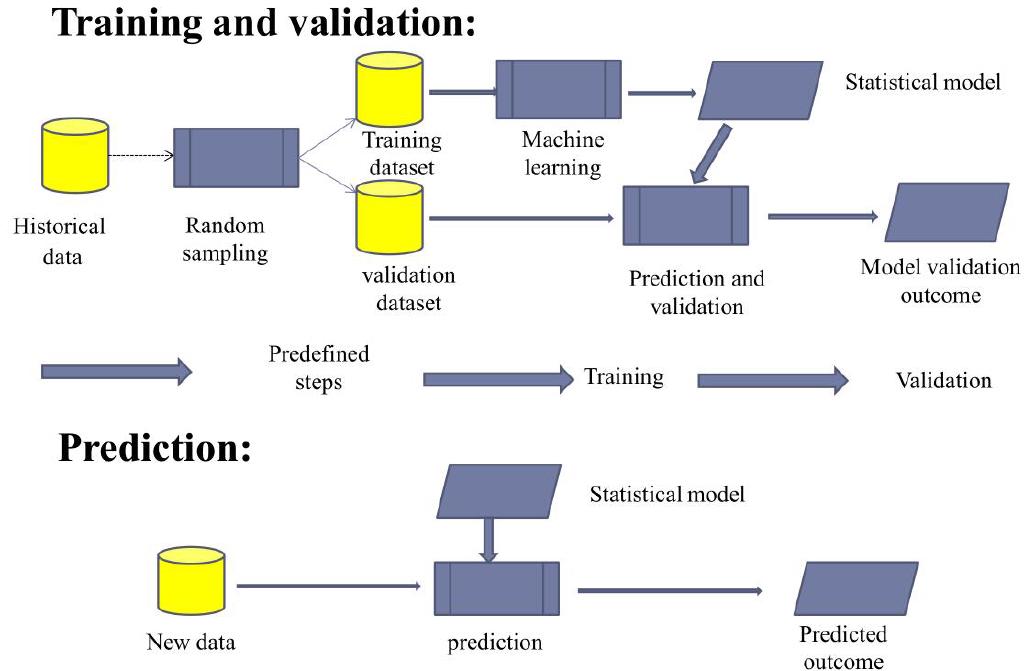 Training and validation:
Statistical model
Training
dataset
Machine
learning
Historical
data
Random
sampling
validation
dataset
Prediction and
validation
Model validation
outcome
Predefined
steps
Training
Validation
Prediction:
Statistical model
New data
prediction
Predicted
outcome